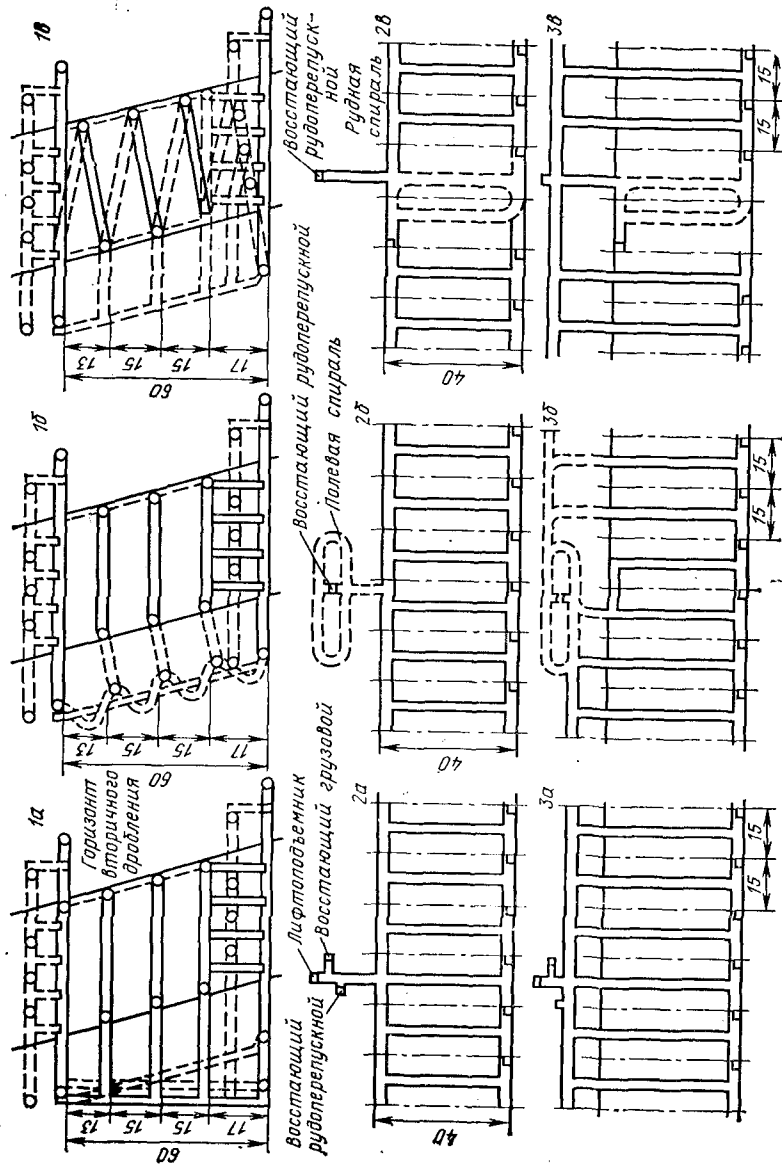 1а
Горизонт
вторичного
дробления
60
13
15
15
17
1б
60
13
15
15
17
1в
60
13
15
15
17
Восстающий
рудоперепускной
Лифтоподъемник
Восстающий грузовой
2а
40
Восстающий рудоперепускной
Полевая спираль
2б
40
Восстающий
рудоперепуск-
ной
Рудная
спираль
2в
40
3а
15
15
3б
15
15
3в
15
15